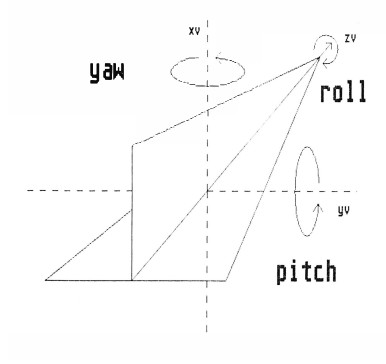 xv
zv
yaw
roll
yv
pitch